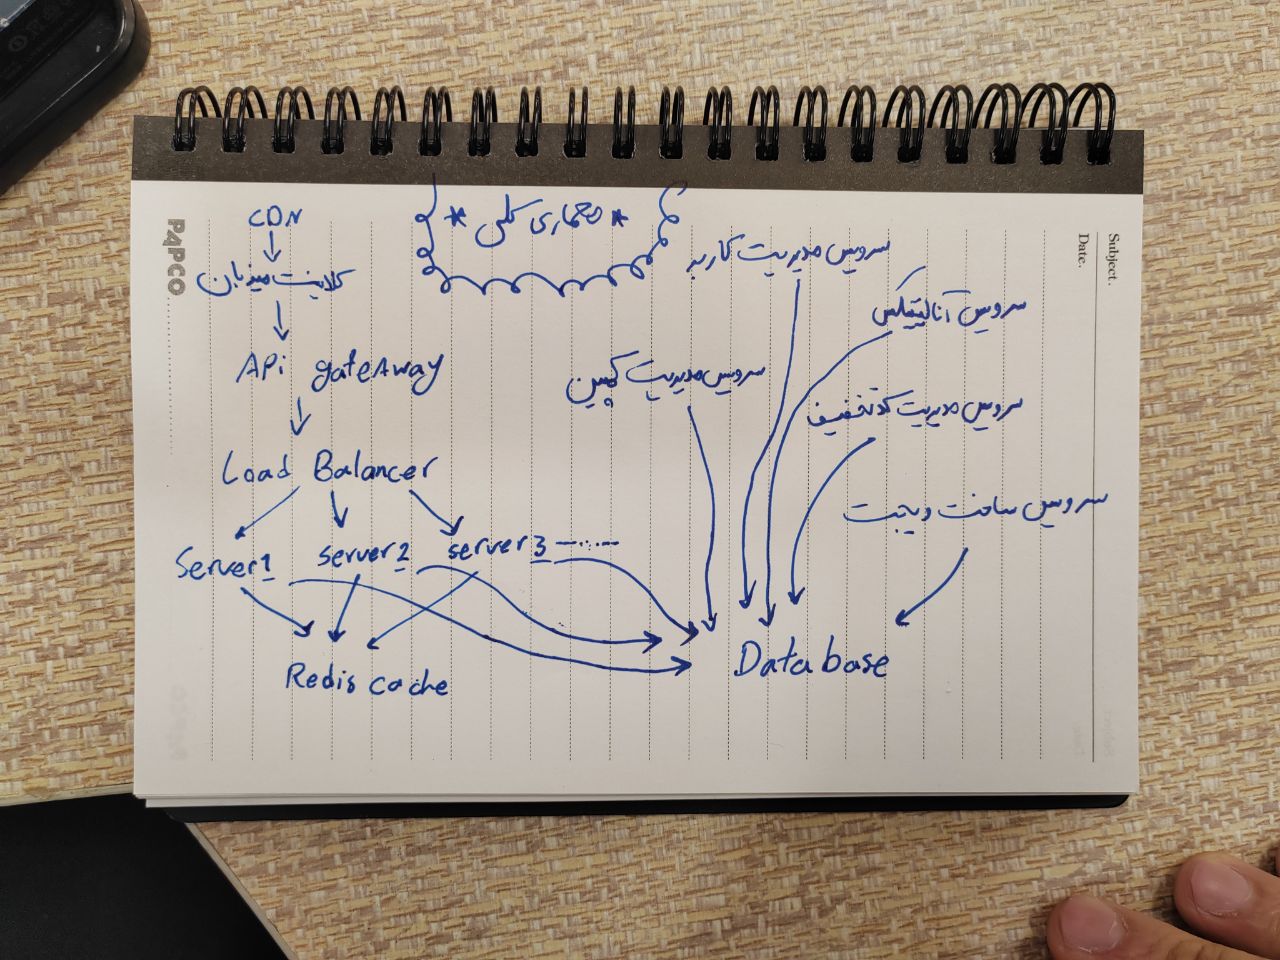 * معماری کلی *
CDN
کلاینت میزبان
API gateAway
Load Balancer
Server1 server2 server3 -.....-
Redis cache
سرویس مدیریت کاربر
سرویس آنالیتیکس
سرویس مدیریت کمپین
سرویس مدیریت کد تخفیف
سرویس ساخت ویجت
Database
PAPCO
Subject.
Date.